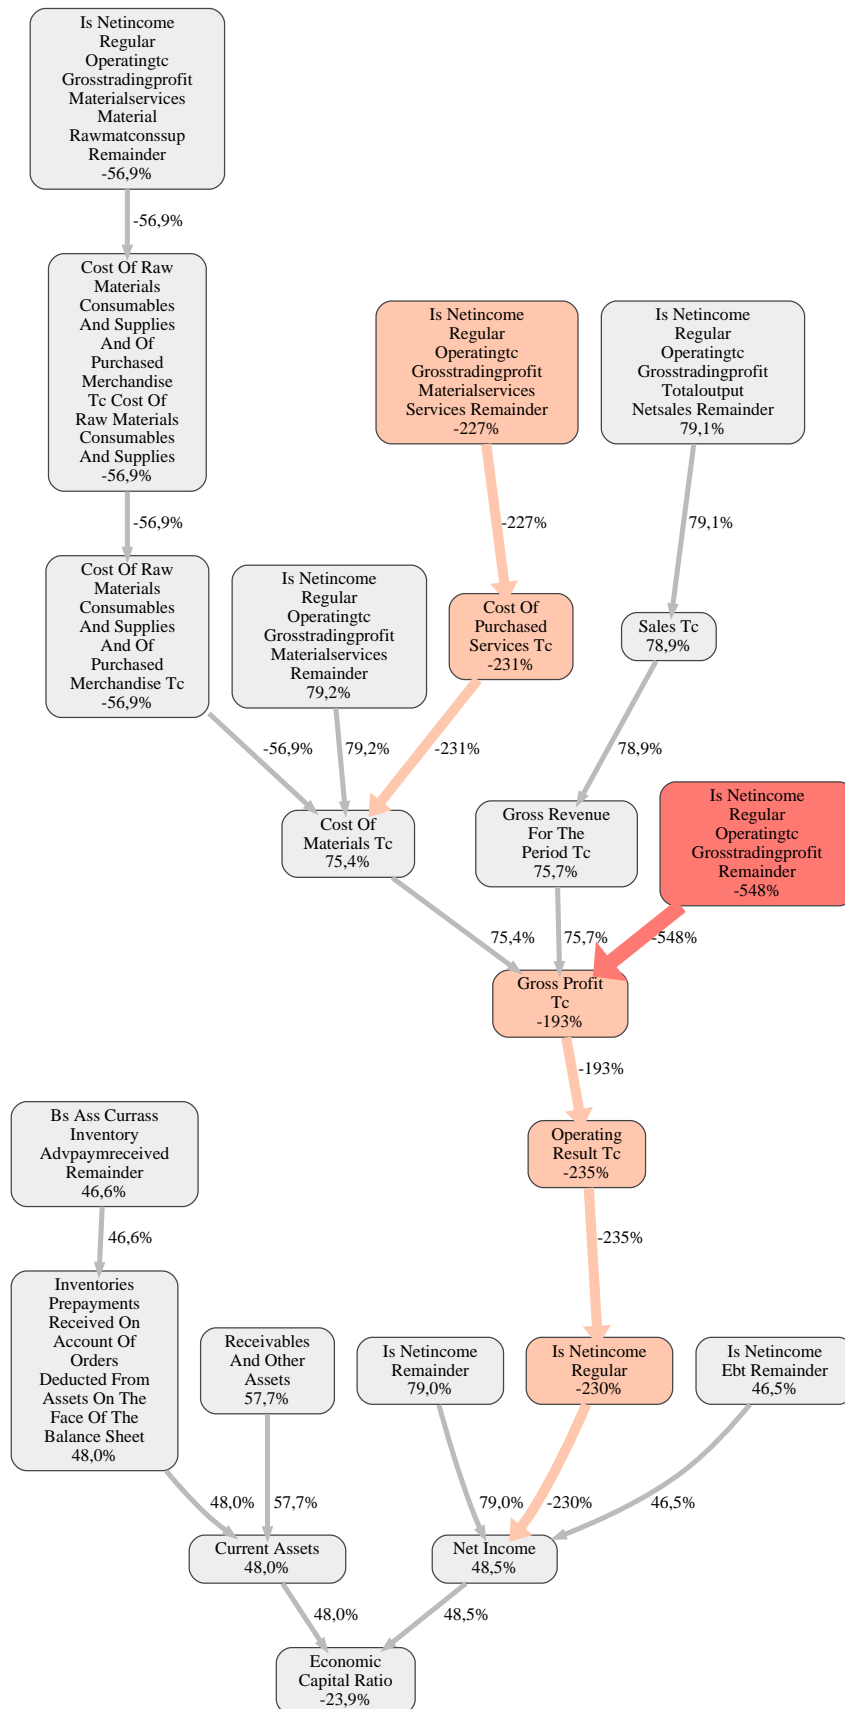 Is Netincome
Regular
Operatingtc
Grosstradingprofit
Materialservices
Material
Rawmatconssup
Remainder
-56,9%
-56,9%
Cost Of Raw
Materials
Consumables
And Supplies
And Of
Purchased
Merchandise
Tc Cost Of
Raw Materials
Consumables
And Supplies
-56,9%
Is Netincome
Regular
Operatingtc
Grosstradingprofit
Materialservices
Services Remainder
-227%
Is Netincome
Regular
Operatingtc
Grosstradingprofit
Totaloutput
Netsales Remainder
79,1%
-56,9%
-227%
79,1%
Cost Of Raw
Materials
Consumables
And Supplies
And Of
Purchased
Merchandise Tc
-56,9%
Is Netincome
Regular
Operatingtc
Grosstradingprofit
Materialservices
Remainder
79,2%
Cost Of
Purchased
Services Tc
-231%
Sales Tc
78,9%
-56,9%
79,2%
-231%
78,9%
Cost Of
Materials Tc
75,4%
Gross Revenue
For The
Period Tc
75,7%
Is Netincome
Regular
Operatingtc
Grosstradingprofit
Remainder
-548%
75,4%
75,7%
-548%
Gross Profit
Tc
-193%
-193%
Operating
Result Tc
-235%
-235%
Bs Ass Currass
Inventory
Advpaymreceived
Remainder
46,6%
46,6%
Inventories
Prepayments
Received On
Account Of
Orders
Deducted From
Assets On The
Face Of The
Balance Sheet
48,0%
Receivables
And Other
Assets
57,7%
Is Netincome
Remainder
79,0%
Is Netincome
Regular
-230%
Is Netincome
Ebt Remainder
46,5%
48,0%
57,7%
79,0%
-230%
46,5%
Current Assets
48,0%
Net Income
48,5%
48,0%
48,5%
Economic
Capital Ratio
-23,9%